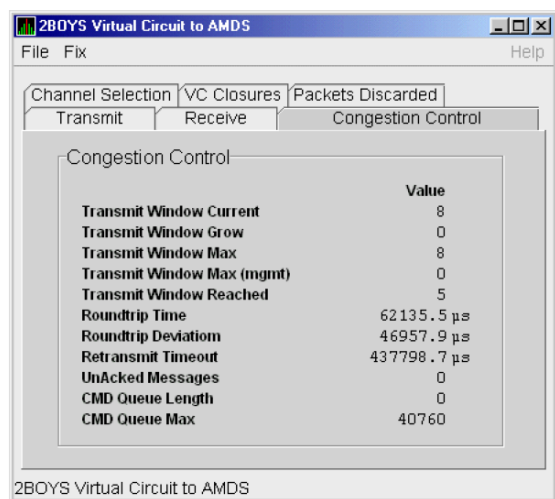 2BOYS Virtual Circuit to AMDS
File Fix Help
Channel Selection VC Closures Packets Discarded
Transmit Receive Congestion Control
Congestion Control
Value
Transmit Window Current 8
Transmit Window Grow 0
Transmit Window Max 8
Transmit Window Max (mgmt) 0
Transmit Window Reached 5
Roundtrip Time 62135.5 µs
Roundtrip Deviatiom 46957.9 µs
Retransmit Timeout 437798.7 µs
UnAcked Messages 0
CMD Queue Length 0
CMD Queue Max 40760
2BOYS Virtual Circuit to AMDS